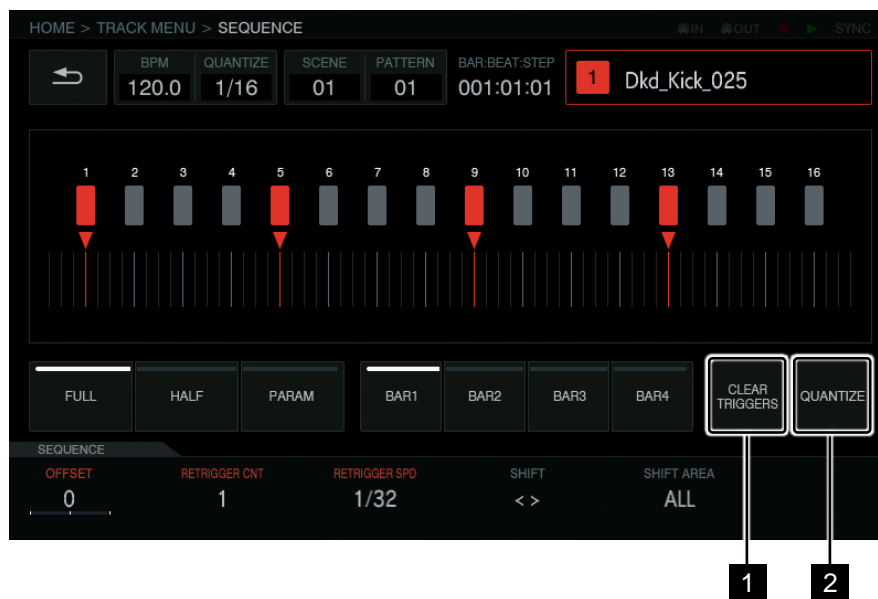 HOME > TRACK MENU > SEQUENCE IN OUT SYNC
BPM QUANTIZE SCENE PATTERN BAR:BEAT:STEP
120.0 1/16 01 01 001:01:01 1 Dkd_Kick_025
1 2 3 4 5 6 7 8 9 10 11 12 13 14 15 16
FULL HALF PARAM BAR1 BAR2 BAR3 BAR4 CLEAR TRIGGERS QUANTIZE
SEQUENCE
OFFSET RETRIGGER CNT RETRIGGER SPD SHIFT SHIFT AREA
0 1 1/32 < > ALL
1 2